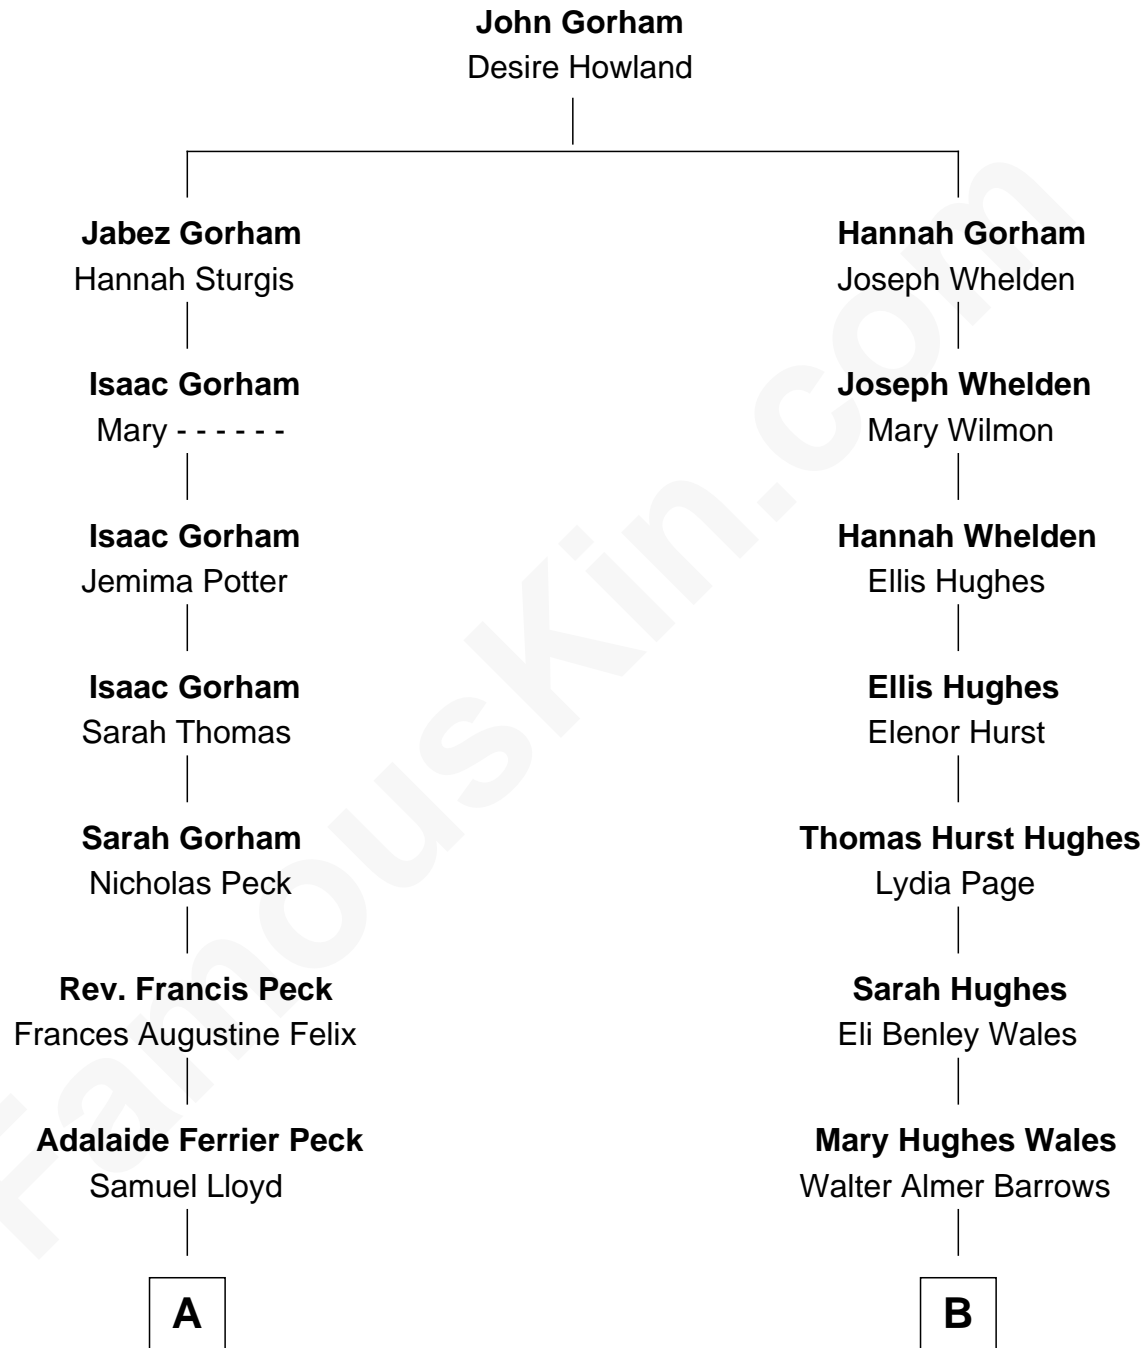 John Gorham
Desire Howland
Jabez Gorham
Hannah Sturgis
Hannah Gorham
Joseph Whelden
Isaac Gorham
Mary - - - - - -
Joseph Whelden
Mary Wilmon
Isaac Gorham
Jemima Potter
Hannah Whelden
Ellis Hughes
Isaac Gorham
Sarah Thomas
Ellis Hughes
Elenor Hurst
Sarah Gorham
Nicholas Peck
Thomas Hurst Hughes
Lydia Page
Rev. Francis Peck
Frances Augustine Felix
Sarah Hughes
Eli Benley Wales
Adalaide Ferrier Peck
Samuel Lloyd
Mary Hughes Wales
Walter Almer Barrows
A
B
FamousKin.com